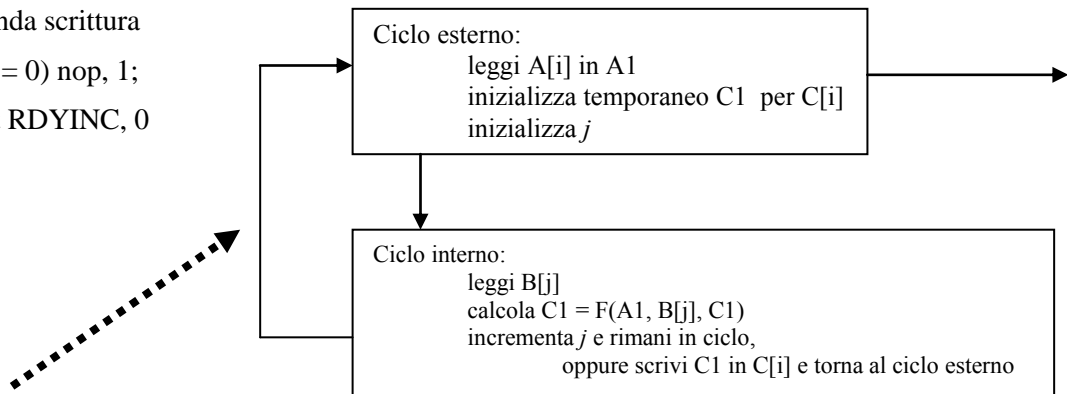 nda scrittura
= 0) nop, 1;
RDYINC, 0
Ciclo esterno:
leggi A[i] in A1
inizializza temporaneo C1 per C[i]
inizializza j
Ciclo interno:
leggi B[j]
calcola C1 = F(A1, B[j], C1)
incrementa j e rimani in ciclo,
oppure scrivi C1 in C[i] e torna al ciclo esterno